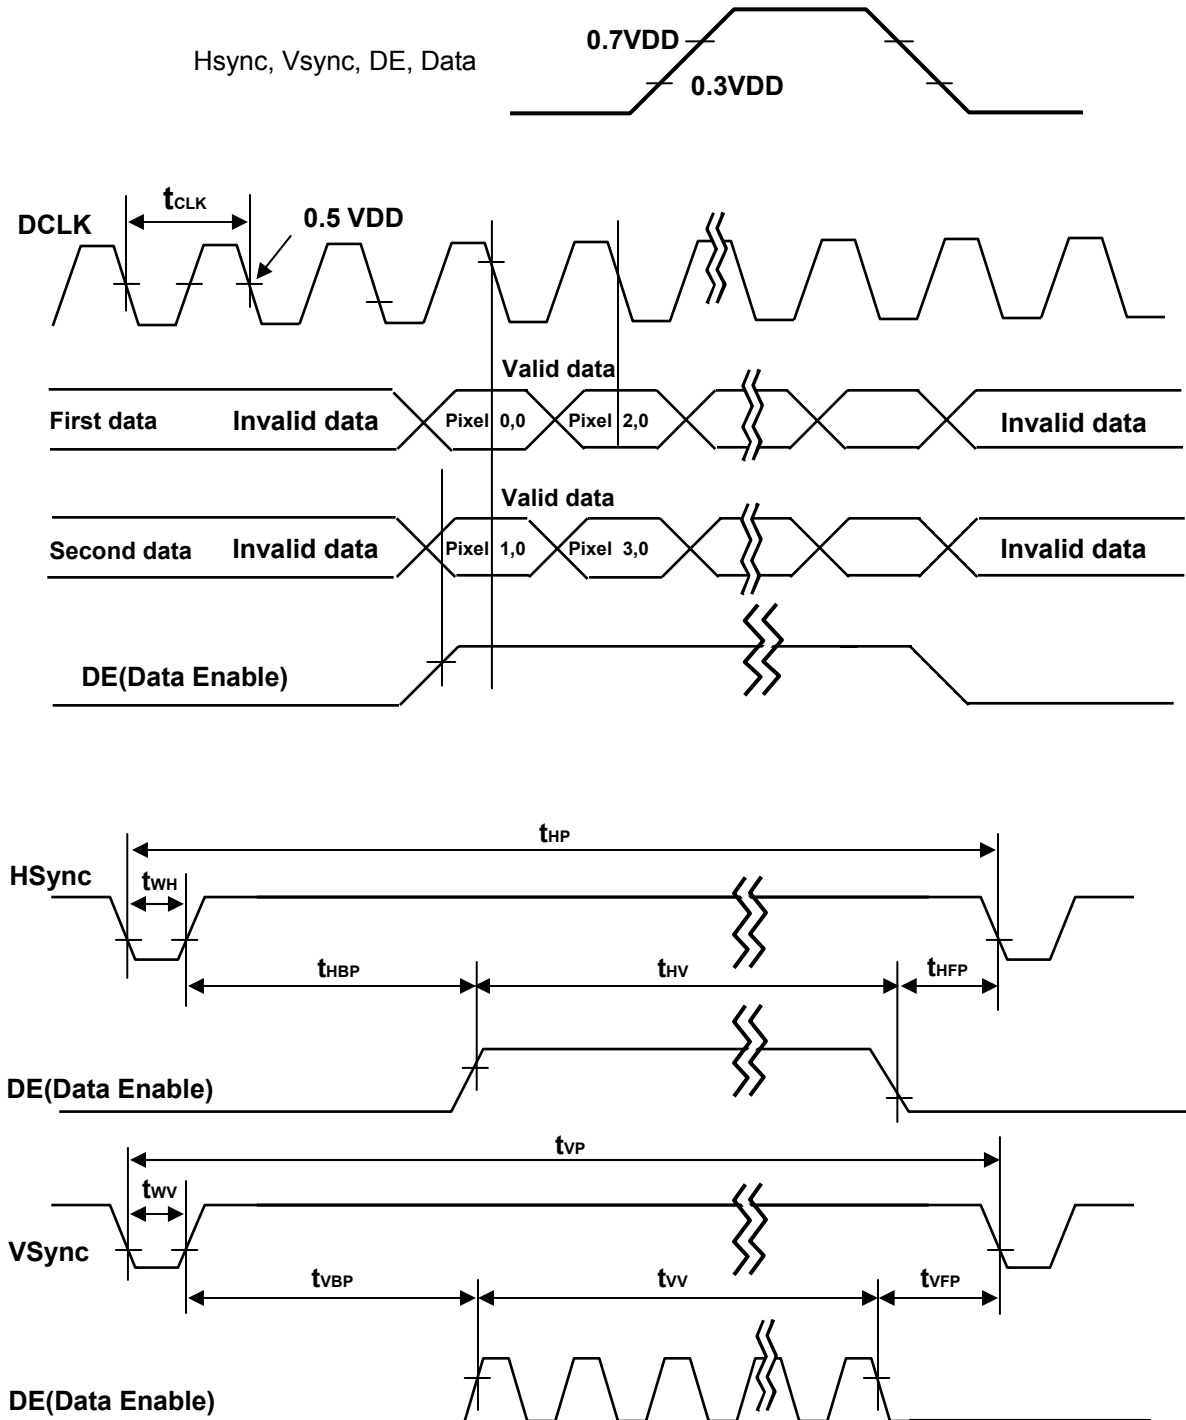 Hsync, Vsync, DE, Data
0.7VDD
0.3VDD
tCLK
DCLK
0.5 VDD
Valid data
First data
Invalid data
Pixel 0,0
Pixel 2,0
Invalid data
Valid data
Second data
Invalid data
Pixel 1,0
Pixel 3,0
Invalid data
DE(Data Enable)
tHP
HSync
tWH
tHBP
tHV
tHFP
DE(Data Enable)
tVP
tWV
VSync
tVBP
tVV
tVFP
DE(Data Enable)